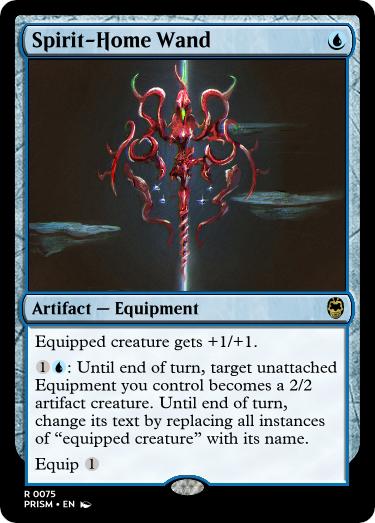 Spirit-Home Wand
Artifact — Equipment
Equipped creature gets +1/+1.
1: Until end of turn, target unattached
Equipment you control becomes a 2/2
artifact creature. Until end of turn,
change its text by replacing all instances
of “equipped creature” with its name.
Equip 1
R 0075
PRISM • EN